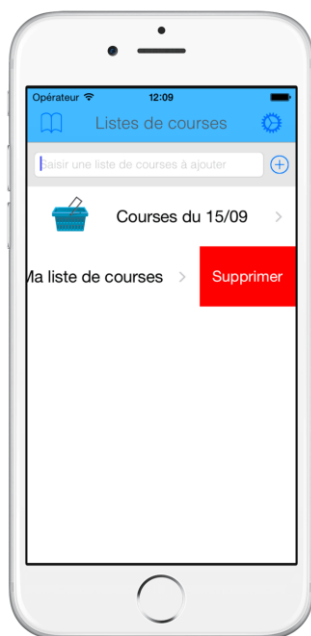 Opérateur 12:09
Listes de courses
Saisir une liste de courses à ajouter
Courses du 15/09
Ma liste de courses Supprimer